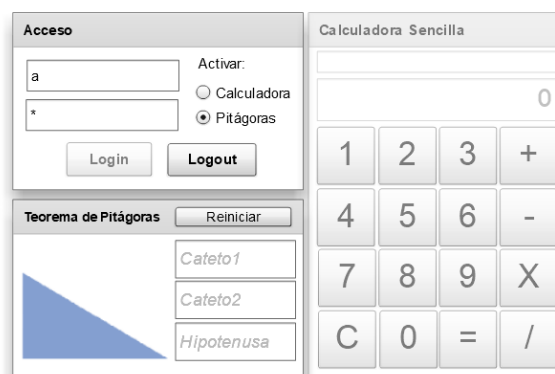 Acceso
a
*
Activar:
Calculadora
Pitágoras
Login
Logout
Teorema de Pitágoras
Reiniciar
Cateto1
Cateto2
Hipotenusa
Calculadora Sencilla
0
1 2 3 +
4 5 6 -
7 8 9 X
C 0 = /